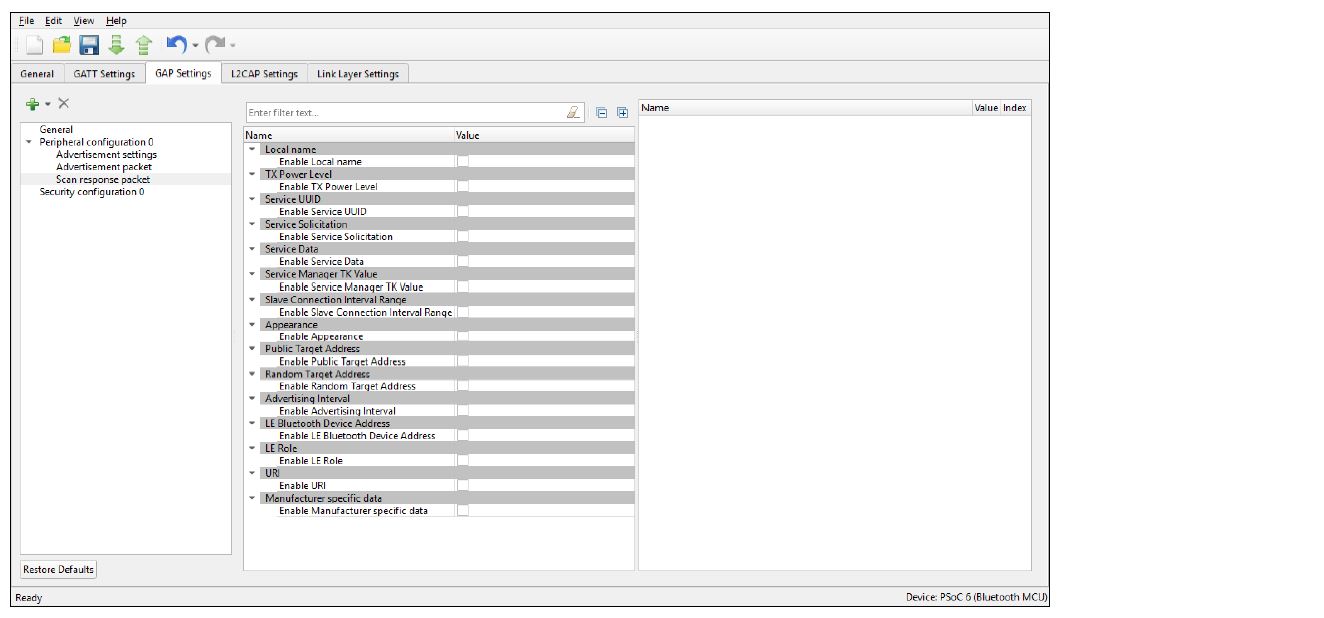 File Edit View Help
General GATT Settings GAP Settings L2CAP Settings Link Layer Settings
General
Peripheral configuration 0
Advertisement settings
Advertisement packet
Scan response packet
Security configuration 0
Restore Defaults
Enter filter text...
Name Value
Local name
Enable Local name
TX Power Level
Enable TX Power Level
Service UUID
Enable Service UUID
Service Solicitation
Enable Service Solicitation
Service Data
Enable Service Data
Service Manager TK Value
Enable Service Manager TK Value
Slave Connection Interval Range
Enable Slave Connection Interval Range
Appearance
Enable Appearance
Public Target Address
Enable Public Target Address
Random Target Address
Enable Random Target Address
Advertising Interval
Enable Advertising Interval
LE Bluetooth Device Address
Enable LE Bluetooth Device Address
LE Role
Enable LE Role
URI
Enable URI
Manufacturer specific data
Enable Manufacturer specific data
Name Value Index
Ready Device: PSoC 6 (Bluetooth MCU)